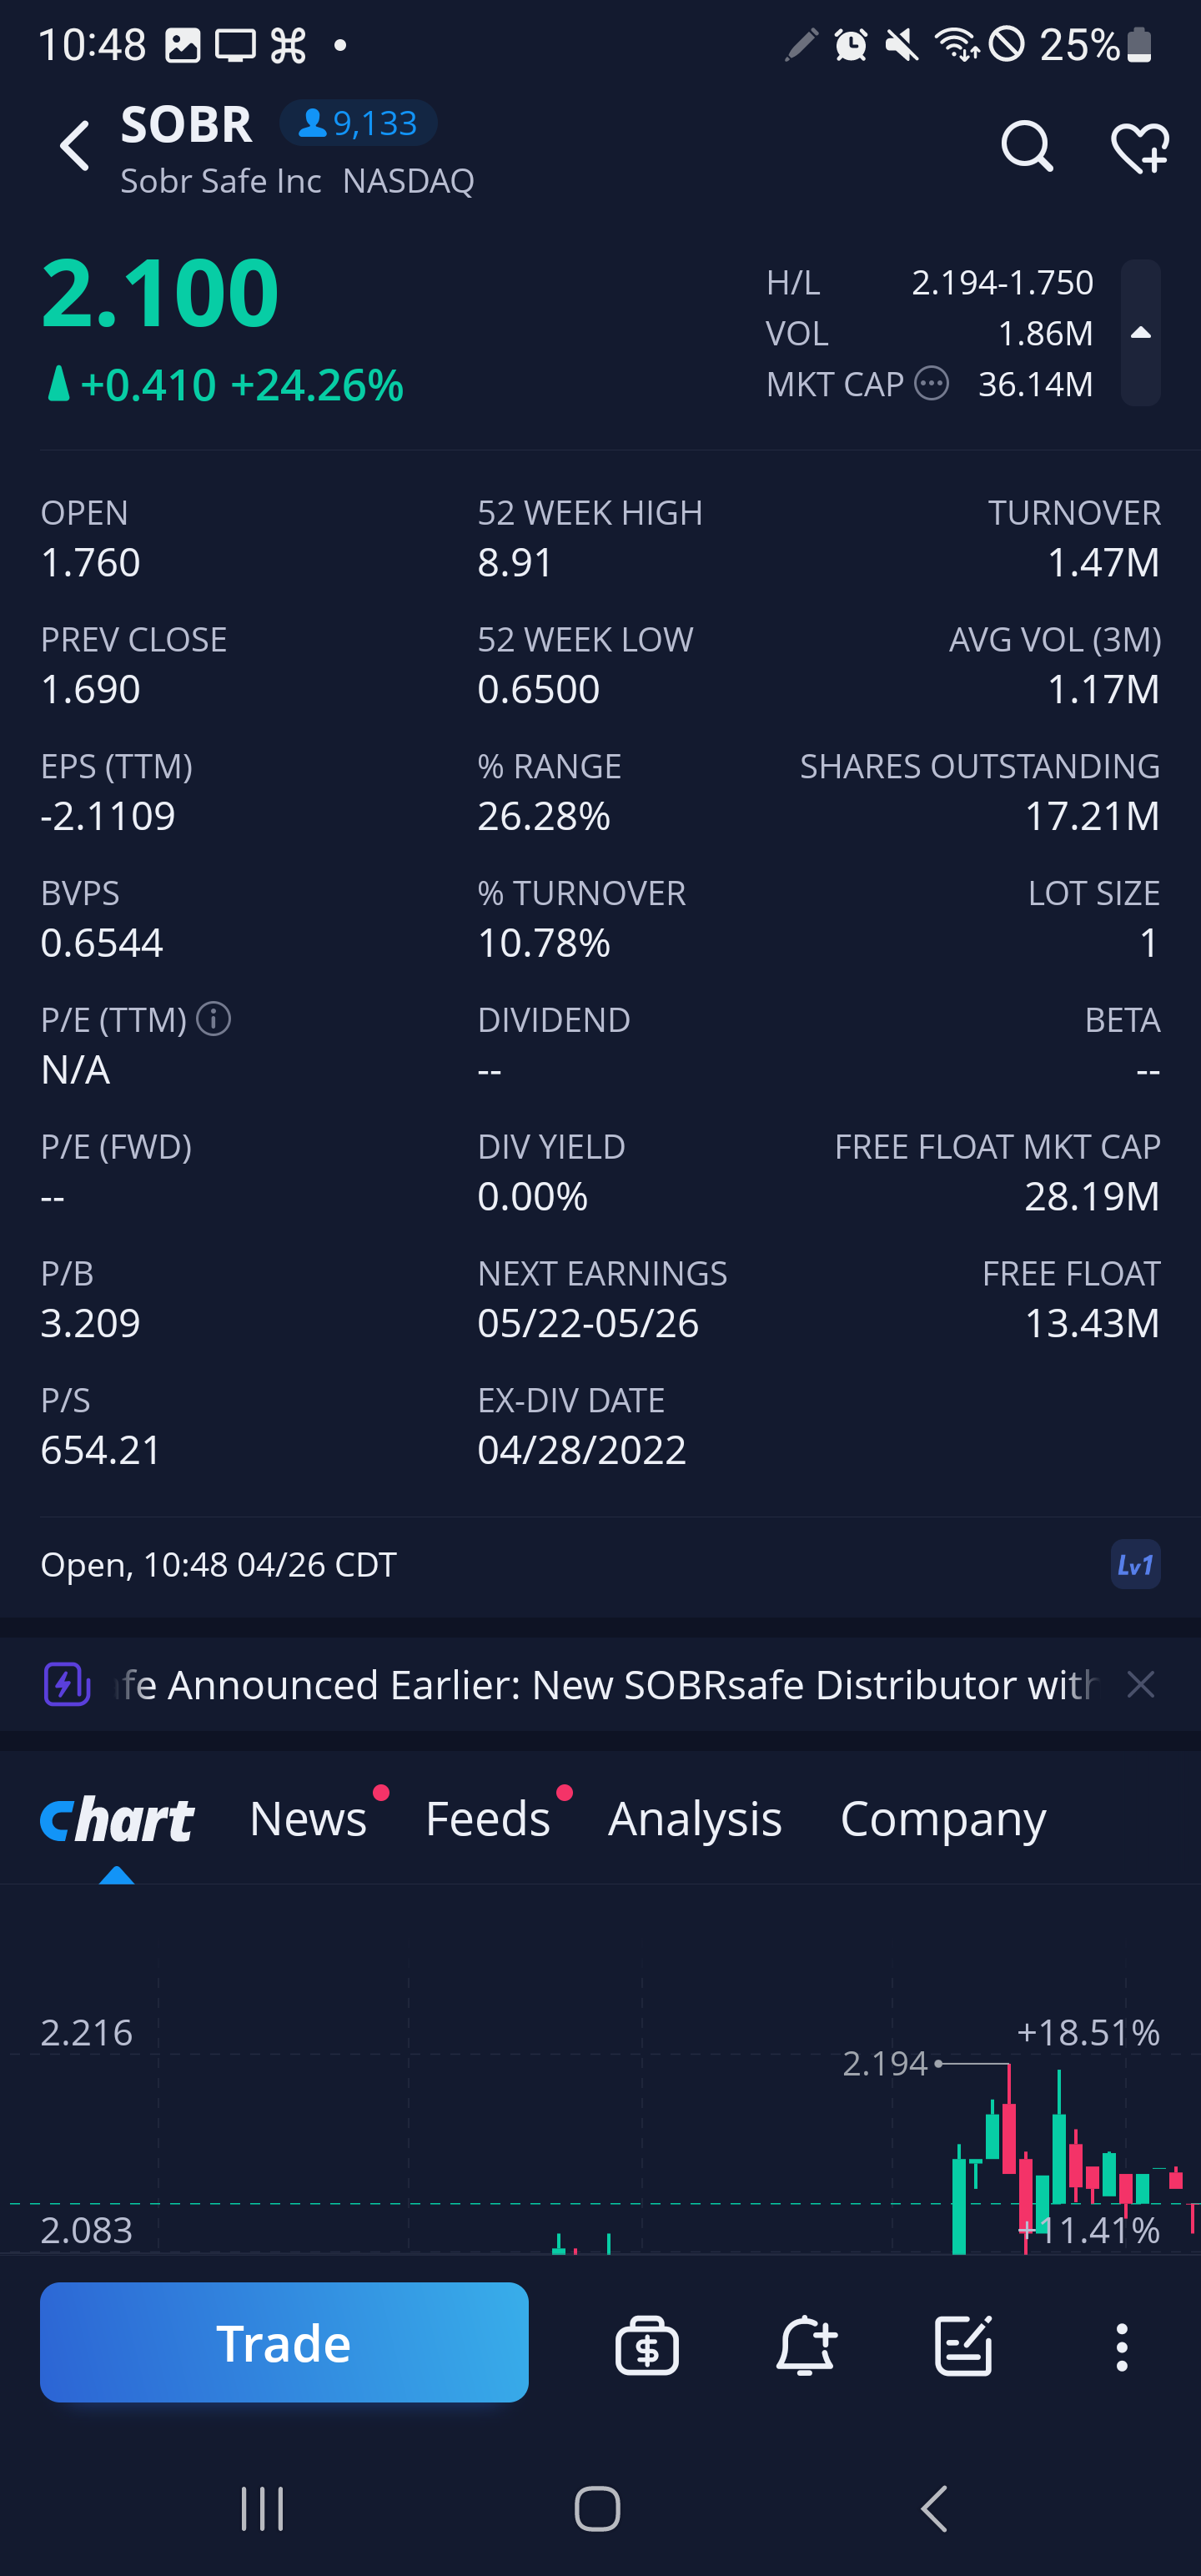 10:48 25%
SOBR 9,133
Sobr Safe Inc NASDAQ
2.100
+0.410 +24.26%
H/L 2.194-1.750
VOL 1.86M
MKT CAP 36.14M
OPEN 52 WEEK HIGH TURNOVER
1.760 8.91 1.47M
PREV CLOSE 52 WEEK LOW AVG VOL (3M)
1.690 0.6500 1.17M
EPS (TTM) % RANGE SHARES OUTSTANDING
-2.1109 26.28% 17.21M
BVPS % TURNOVER LOT SIZE
0.6544 10.78% 1
P/E (TTM) DIVIDEND BETA
N/A -- --
P/E (FWD) DIV YIELD FREE FLOAT MKT CAP
-- 0.00% 28.19M
P/B NEXT EARNINGS FREE FLOAT
3.209 05/22-05/26 13.43M
P/S EX-DIV DATE
654.21 04/28/2022
Open, 10:48 04/26 CDT Lv1
fe Announced Earlier: New SOBRsafe Distributor with
Chart News Feeds Analysis Company
2.216 +18.51%
2.194
2.083 +11.41%
Trade